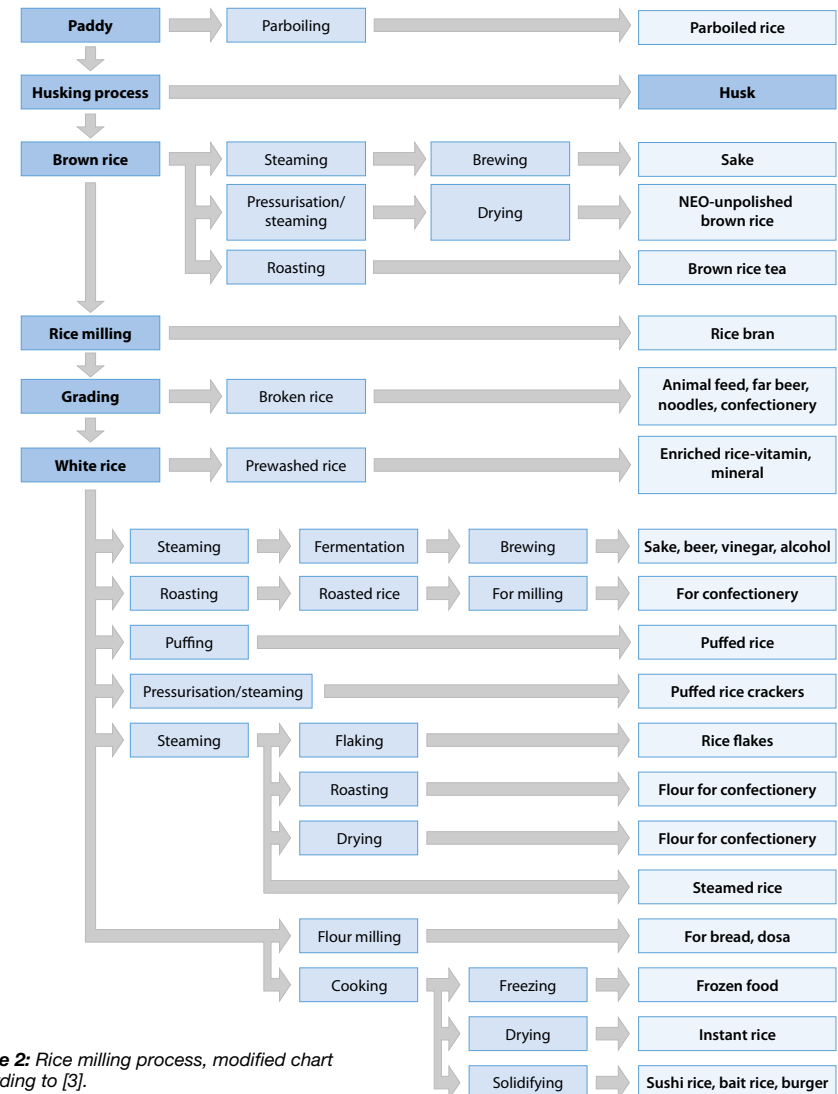 Paddy
Parboiling
Parboiled rice
Husking process
Husk
Brown rice
Steaming
Brewing
Sake
Pressurisation/
steaming
Drying
NEO-unpolished
brown rice
Roasting
Brown rice tea
Rice milling
Rice bran
Grading
Broken rice
Animal feed, far beer,
noodles, confectionery
White rice
Prewashed rice
Enriched rice-vitamin,
mineral
Steaming
Fermentation
Brewing
Sake, beer, vinegar, alcohol
Roasting
Roasted rice
For milling
For confectionery
Puffing
Puffed rice
Pressurisation/steaming
Puffed rice crackers
Steaming
Flaking
Rice flakes
Roasting
Flour for confectionery
Drying
Flour for confectionery
Steamed rice
Flour milling
For bread, dosa
Cooking
Freezing
Frozen food
Drying
Instant rice
Solidifying
Sushi rice, bait rice, burger
e 2: Rice milling process, modified chart
ding to [3].